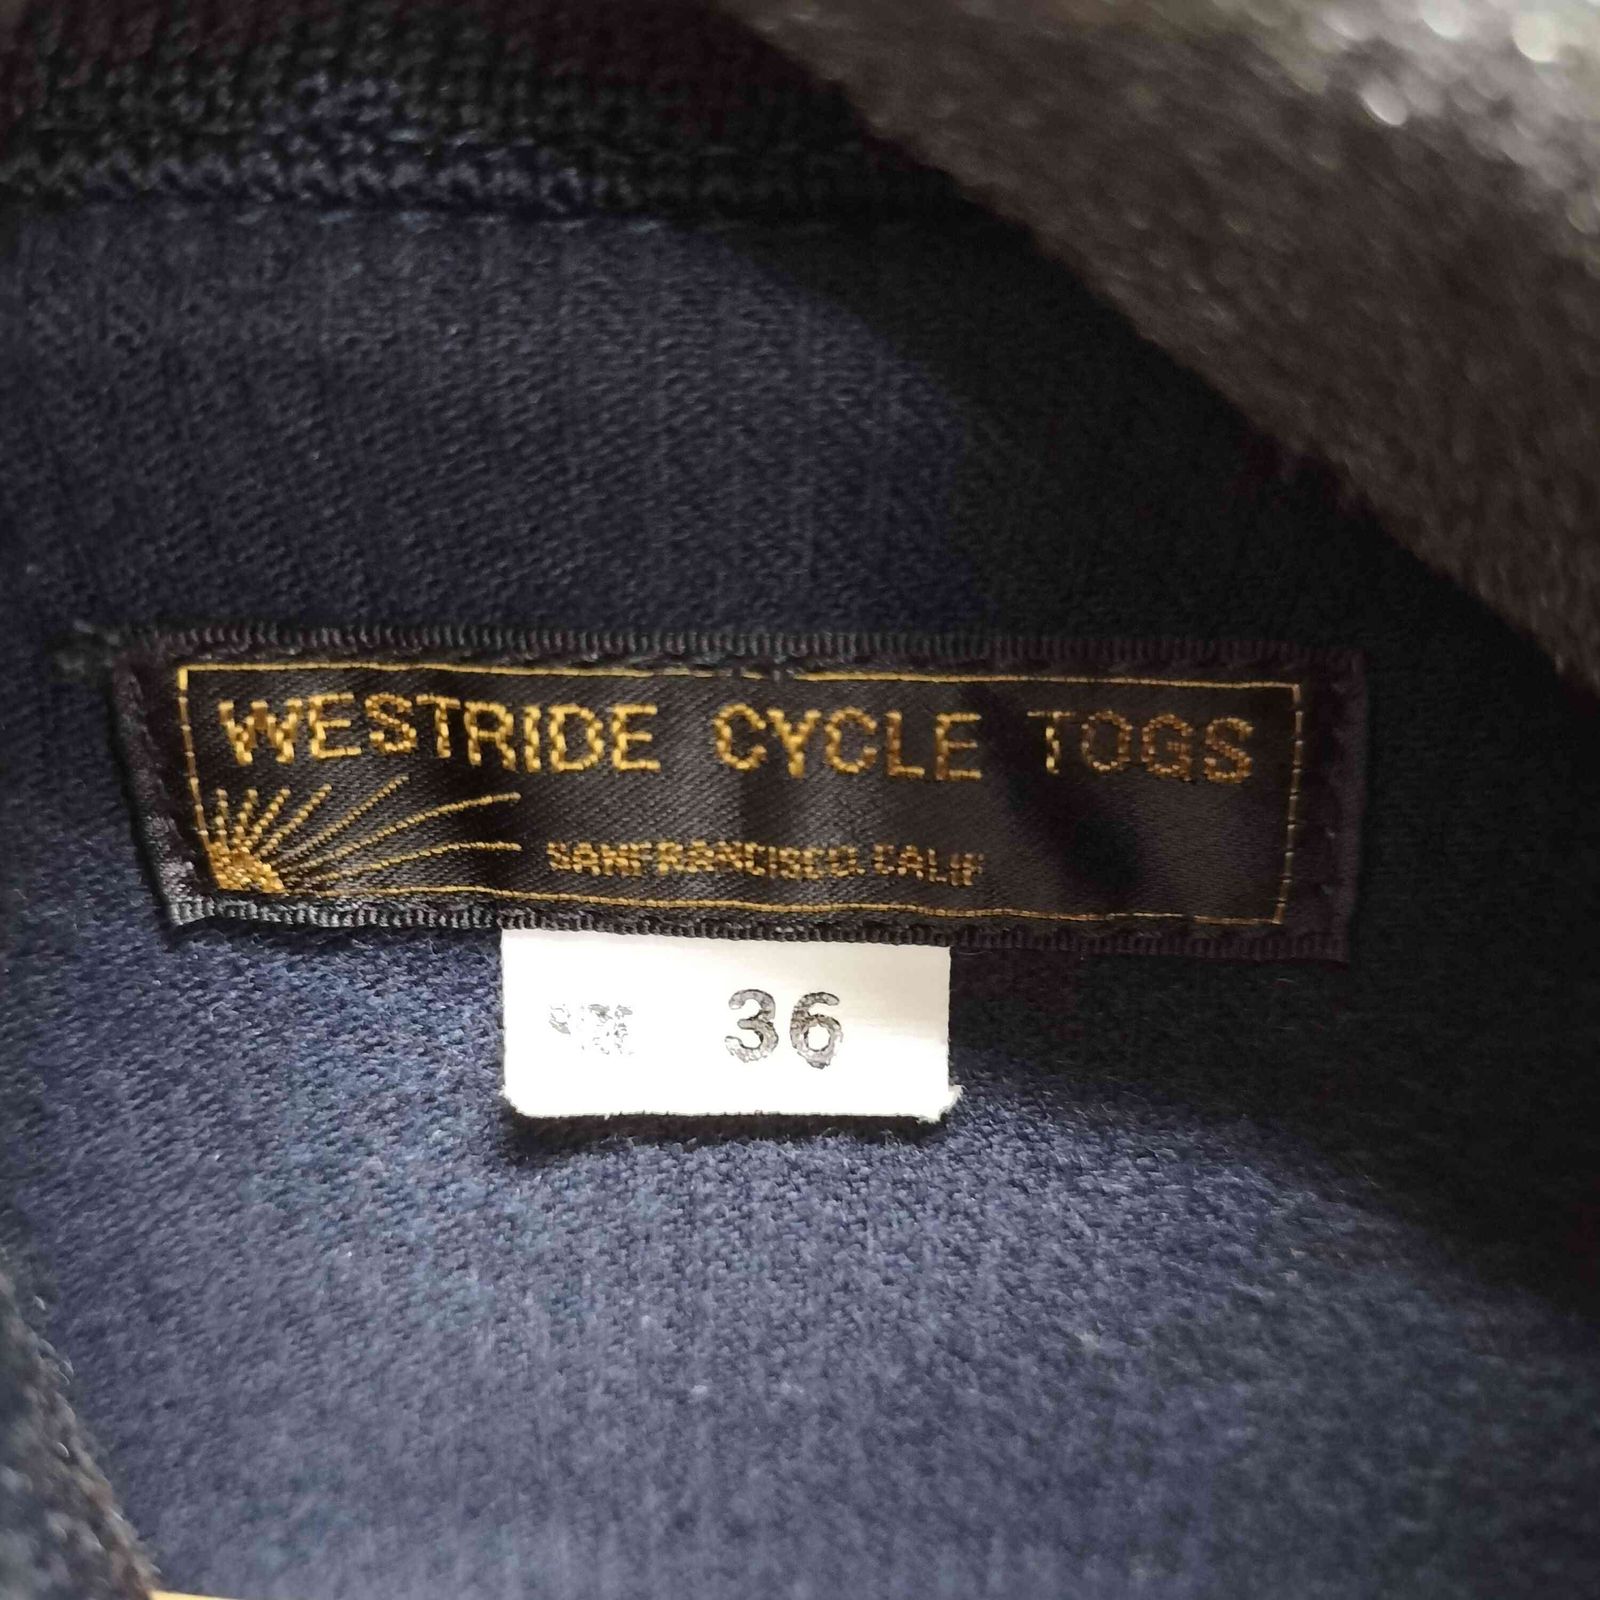 WESTRIDE CYCLE TOGS
SAN FRANCISCO. CALIF
36